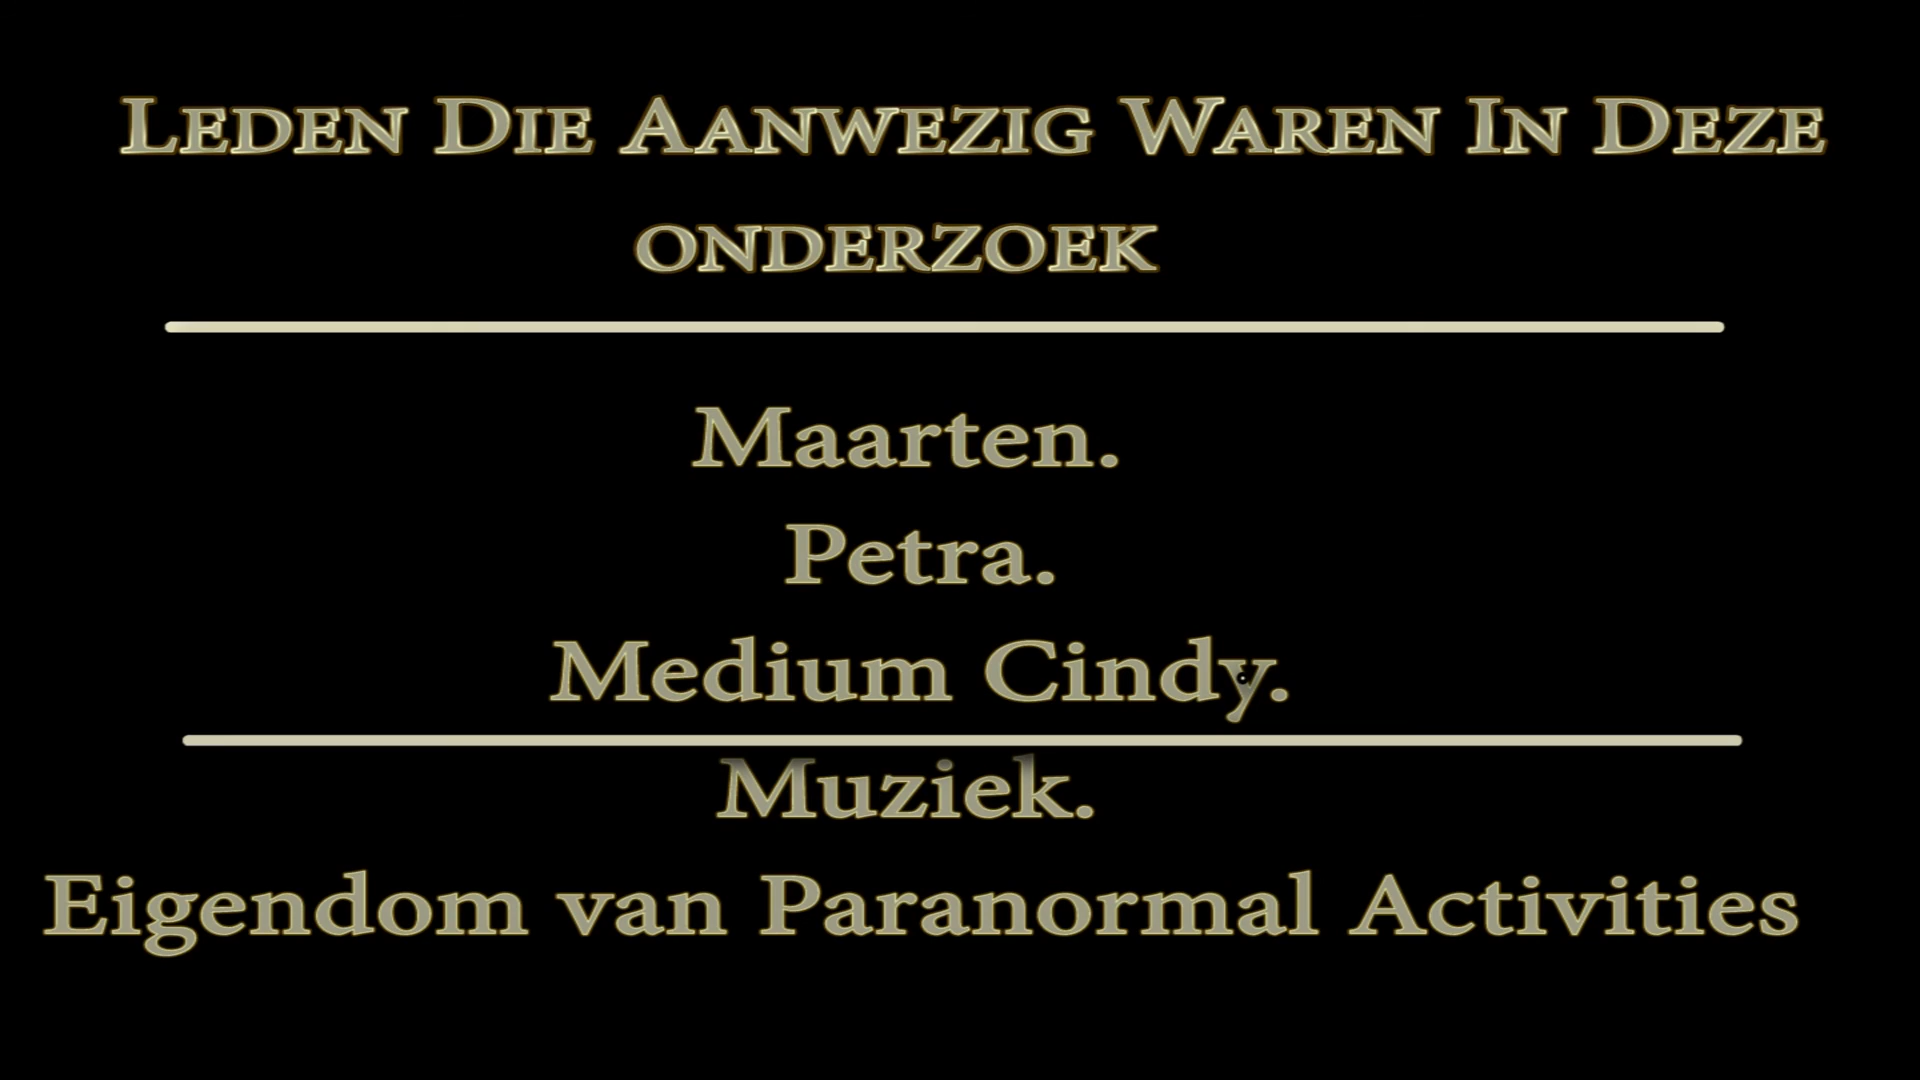 Leden Die Aanwezig Waren In Deze
onderzoek
Maarten.
Petra.
Medium Cindy.
Muziek.
Eigendom van Paranormal Activities